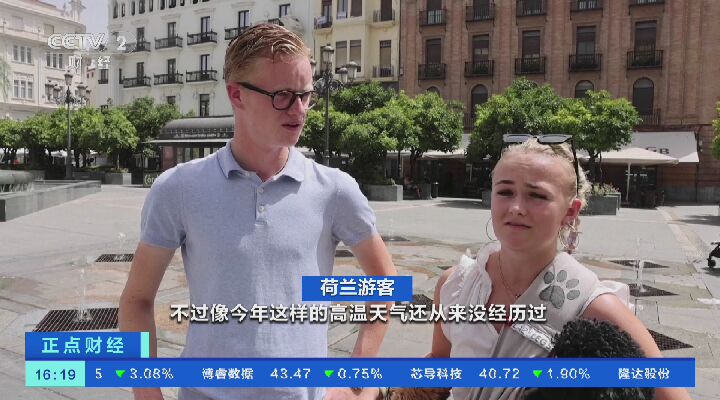 CCTV 2
财经
荷兰游客
不过像今年这样的高温天气还从来没经历过
正点财经
16:19 5 ▼3.08% 博睿数据 43.47 ▼0.75% 芯导科技 40.72 ▼1.90% 隆达股份